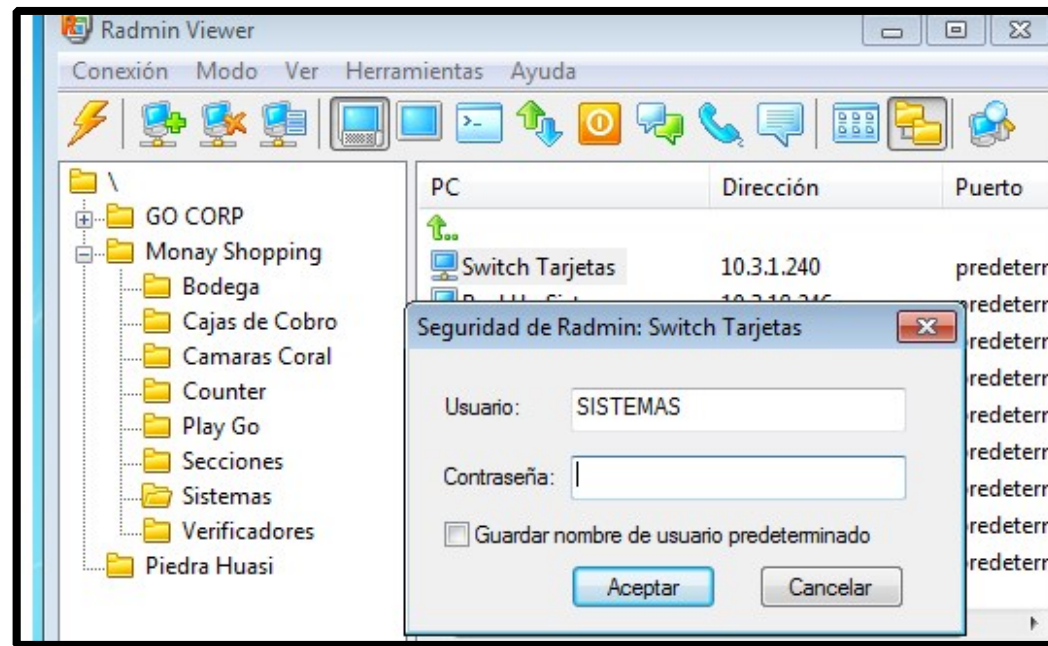 Radmin Viewer
Conexión Modo Ver Herramientas Ayuda
\
GO CORP
Monay Shopping
Bodega
Cajas de Cobro
Camaras Coral
Counter
Play Go
Secciones
Sistemas
Verificadores
Piedra Huasi
PC Dirección Puerto
Switch Tarjetas 10.3.1.240 predeterr
Seguridad de Radmin: Switch Tarjetas
Usuario: SISTEMAS
Contraseña:
Guardar nombre de usuario predeterminado
Aceptar Cancelar